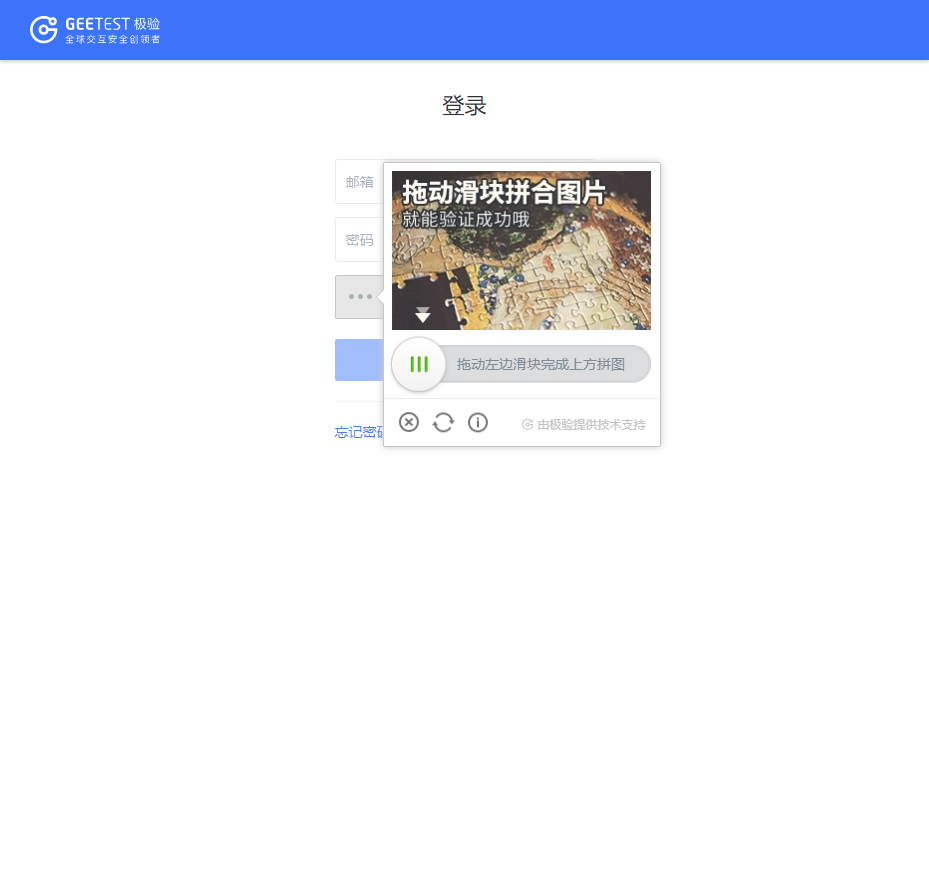 GEETEST 极验
全球交互安全创领者
登录
邮箱
密码
拖动滑块拼合图片
就能验证成功哦
拖动左边滑块完成上方拼图
忘记密码
由极验提供技术支持